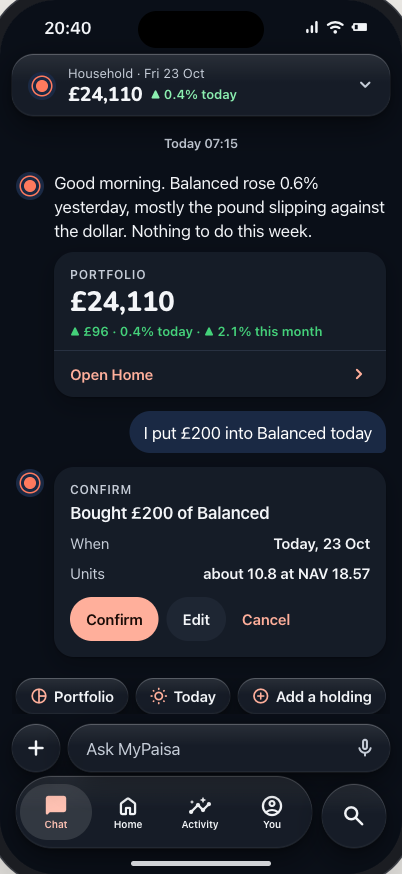 20:40
Household · Fri 23 Oct
£24,110 ▲ 0.4% today
Today 07:15
Good morning. Balanced rose 0.6%
yesterday, mostly the pound slipping against
the dollar. Nothing to do this week.
PORTFOLIO
£24,110
▲ £96 · 0.4% today · ▲ 2.1% this month
Open Home
I put £200 into Balanced today
CONFIRM
Bought £200 of Balanced
When Today, 23 Oct
Units about 10.8 at NAV 18.57
Confirm Edit Cancel
Portfolio Today Add a holding
Ask MyPaisa
Chat Home Activity You